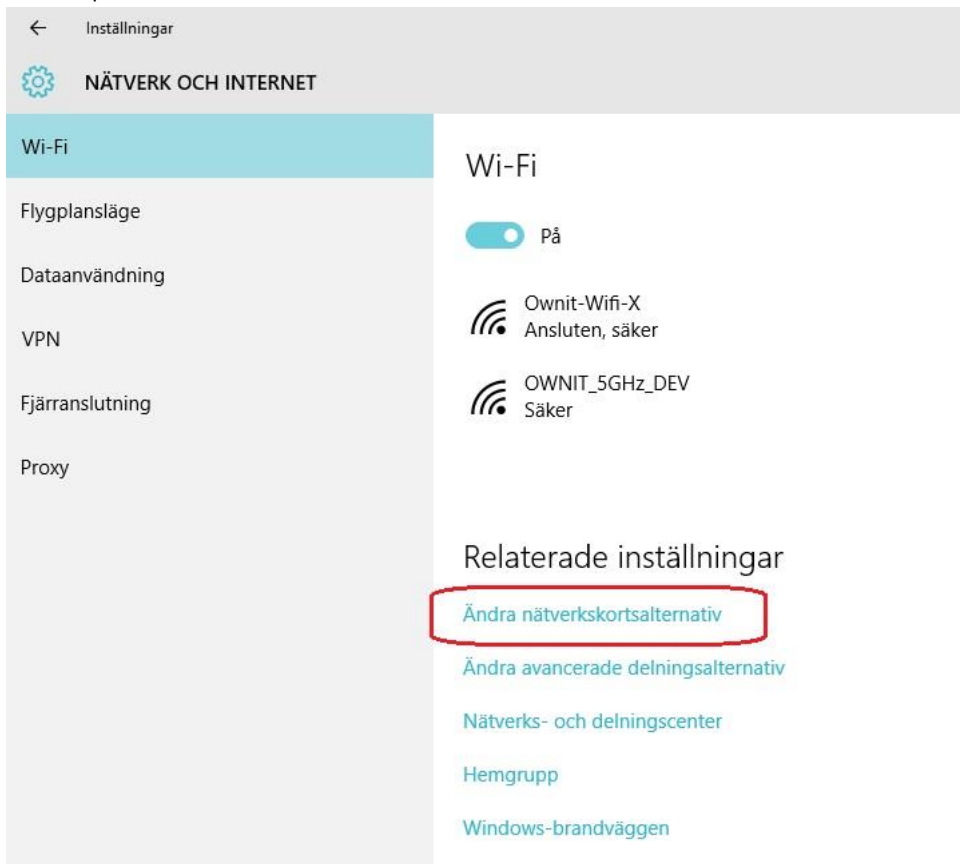 Inställningar
NÄTVERK OCH INTERNET
Wi-Fi
Flygplansläge
Dataanvändning
VPN
Fjärranslutning
Proxy
Wi-Fi
På
Ownit-Wifi-X
Ansluten, säker
OWNIT_5GHz_DEV
Säker
Relaterade inställningar
Ändra nätverkskortsalternativ
Ändra avancerade delningsalternativ
Nätverks- och delningscenter
Hemgrupp
Windows-brandväggen